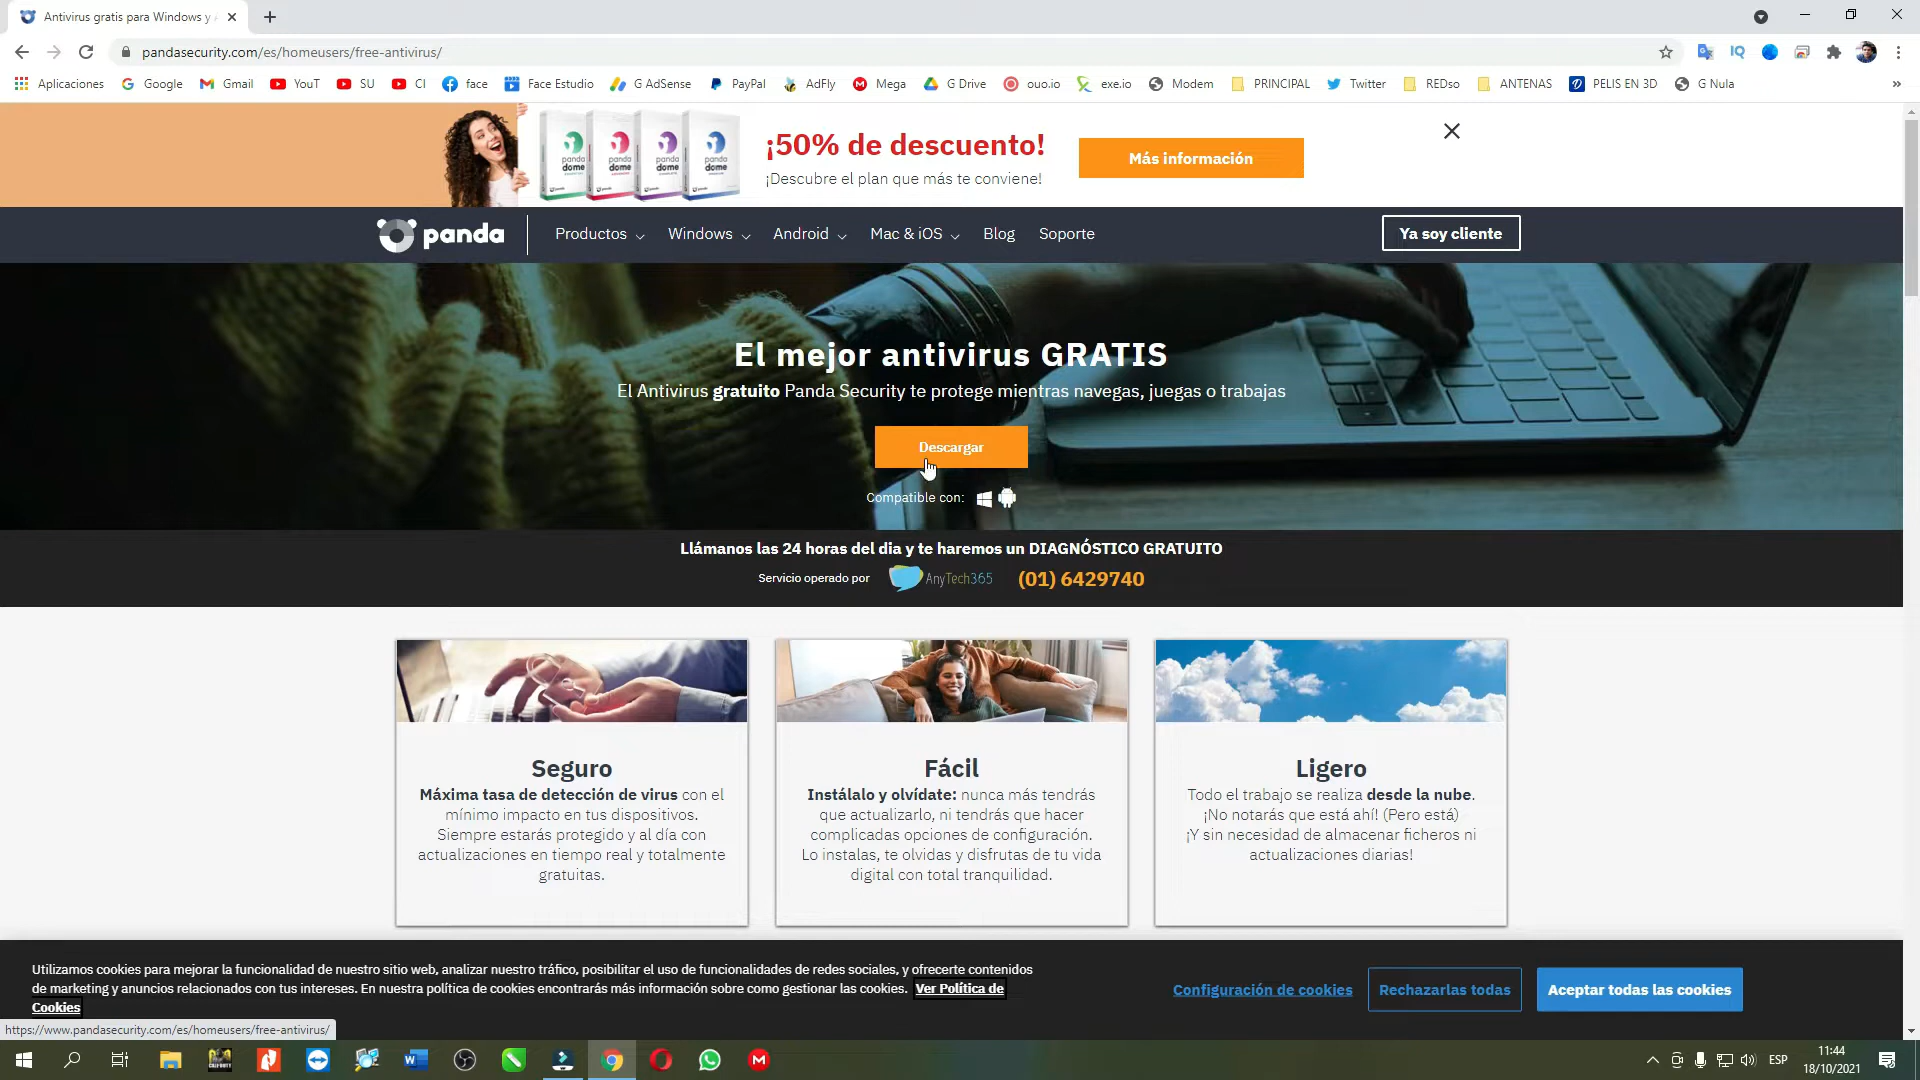 Antivirus gratis para Windows y
pandasecurity.com/es/homeusers/free-antivirus/
Aplicaciones Google Gmail YouT SU CI face Face Estudio G AdSense PayPal AdFly Mega G Drive ouo.io exe.io Modem PRINCIPAL Twitter REDso ANTENAS PELIS EN 3D G Nula »
¡50% de descuento!
¡Descubre el plan que más te conviene!
Más información
panda dome panda dome panda dome panda dome
panda Productos Windows Android Mac & iOS Blog Soporte Ya soy cliente
El mejor antivirus GRATIS
El Antivirus gratuito Panda Security te protege mientras navegas, juegas o trabajas
Descargar
Compatible con:
Llámanos las 24 horas del dia y te haremos un DIAGNÓSTICO GRATUITO
Servicio operado por AnyTech365 (01) 6429740
Seguro
Máxima tasa de detección de virus con el
mínimo impacto en tus dispositivos.
Siempre estarás protegido y al día con
actualizaciones en tiempo real y totalmente
gratuitas.
Fácil
Instálalo y olvídate: nunca más tendrás
que actualizarlo, ni tendrás que hacer
complicadas opciones de configuración.
Lo instalas, te olvidas y disfrutas de tu vida
digital con total tranquilidad.
Ligero
Todo el trabajo se realiza desde la nube.
¡No notarás que está ahí! (Pero está)
¡Y sin necesidad de almacenar ficheros ni
actualizaciones diarias!
Utilizamos cookies para mejorar la funcionalidad de nuestro sitio web, analizar nuestro tráfico, posibilitar el uso de funcionalidades de redes sociales, y ofrecerte contenidos
de marketing y anuncios relacionados con tus intereses. En nuestra política de cookies encontrarás más información sobre como gestionar las cookies. Ver Política de
Cookies
Configuración de cookies Rechazarlas todas Aceptar todas las cookies
https://www.pandasecurity.com/es/homeusers/free-antivirus/
ESP
11:44
18/10/2021